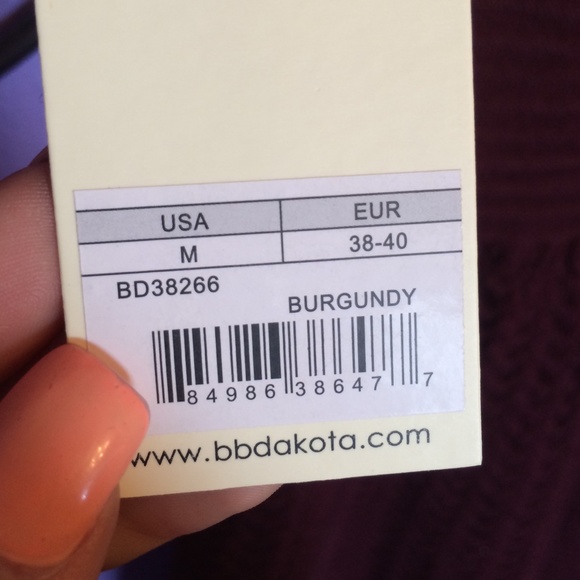 USA EUR
M 38-40
BD38266
BURGUNDY
84986 38647 7
www.bbdakota.com